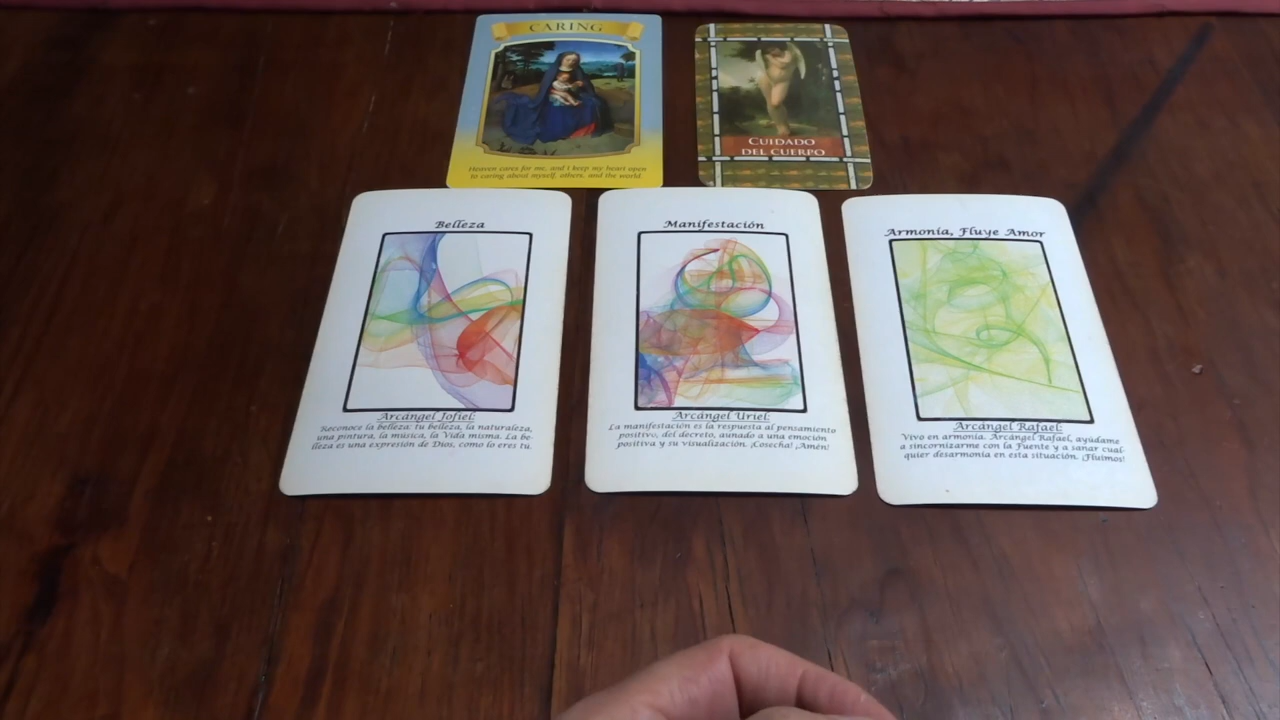 CARING
Heaven cares for me, and I keep my heart open
to caring about myself, others, and the world.
CUIDADO
DEL CUERPO
Belleza
Arcángel Jofiel:
Reconoce la belleza: tu belleza, la naturaleza,
una pintura, la música, la Vida misma. La be-
lleza es una expresión de Dios, como lo eres tu.
Manifestación
Arcángel Uriel:
La manifestación es la respuesta al pensamiento
positivo, del decreto, aunado a una emoción
positiva y su visualización. ¡Cosecha! ¡Amén!
Armonía, Fluye Amor
Arcángel Rafael:
Vivo en armonía. Arcángel Rafael, ayúdame
a sincornizarme con la Fuente y a sanar cual-
quier desarmonía en esta situación. ¡Fluimos!